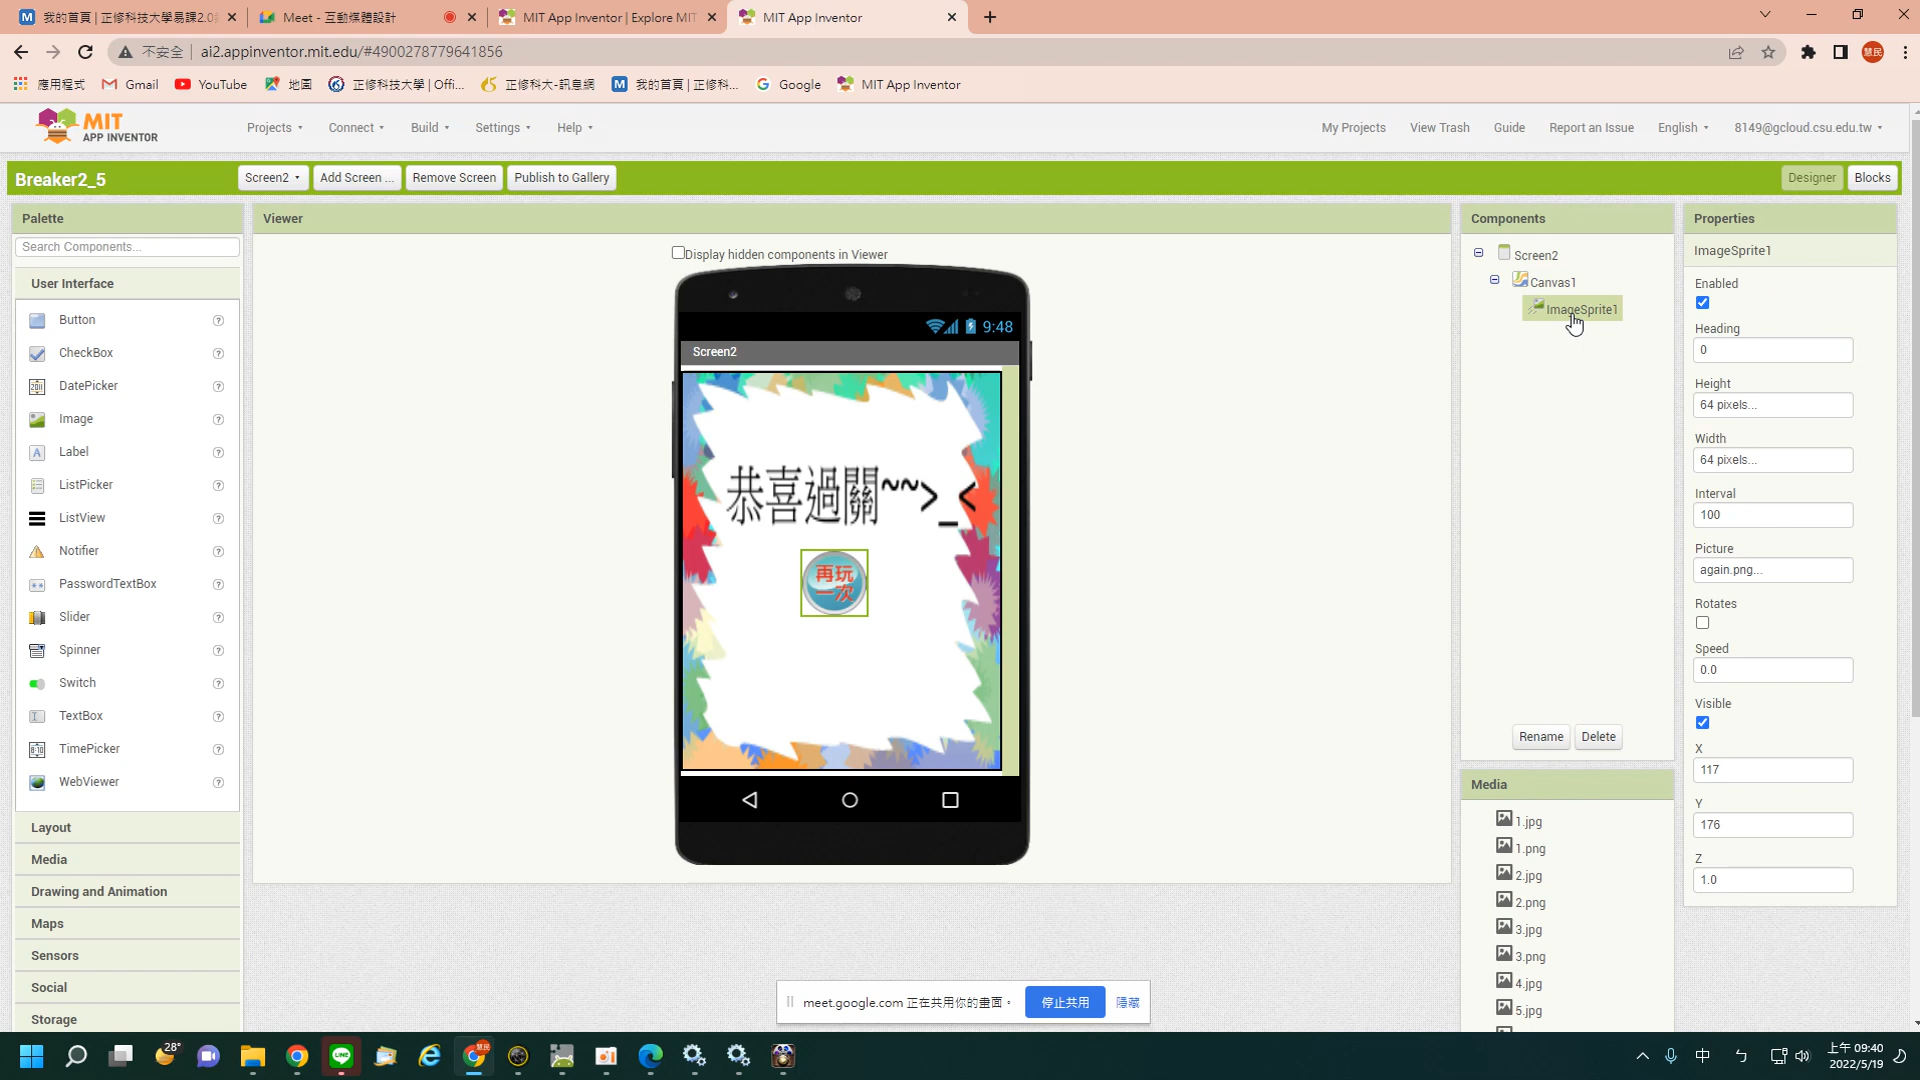 我的首頁 | 正修科技大學易課2.0
Meet - 互動媒體設計
MIT App Inventor | Explore MIT
MIT App Inventor
不安全
ai2.appinventor.mit.edu/#4900278779641856
慧民
應用程式
Gmail
YouTube
地圖
正修科技大學 | Offi...
正修科大-訊息網
我的首頁 | 正修科...
Google
MIT App Inventor
MIT
APP INVENTOR
Projects
Connect
Build
Settings
Help
My Projects
View Trash
Guide
Report an Issue
English
8149@gcloud.csu.edu.tw
Breaker2_5
Screen2
Add Screen ...
Remove Screen
Publish to Gallery
Designer
Blocks
Palette
Search Components...
User Interface
Button
CheckBox
DatePicker
Image
Label
ListPicker
ListView
Notifier
PasswordTextBox
Slider
Spinner
Switch
TextBox
TimePicker
WebViewer
Layout
Media
Drawing and Animation
Maps
Sensors
Social
Storage
Viewer
Display hidden components in Viewer
9:48
Screen2
恭喜過關~~>_<
再玩
一次
Components
Screen2
Canvas1
ImageSprite1
Rename
Delete
Media
1.jpg
1.png
2.jpg
2.png
3.jpg
3.png
4.jpg
5.jpg
Properties
ImageSprite1
Enabled
Heading
0
Height
64 pixels...
Width
64 pixels...
Interval
100
Picture
again.png...
Rotates
Speed
0.0
Visible
X
117
Y
176
Z
1.0
meet.google.com 正在共用你的畫面。
停止共用
隱藏
28°
LINE
中
上午 09:40
2022/5/19